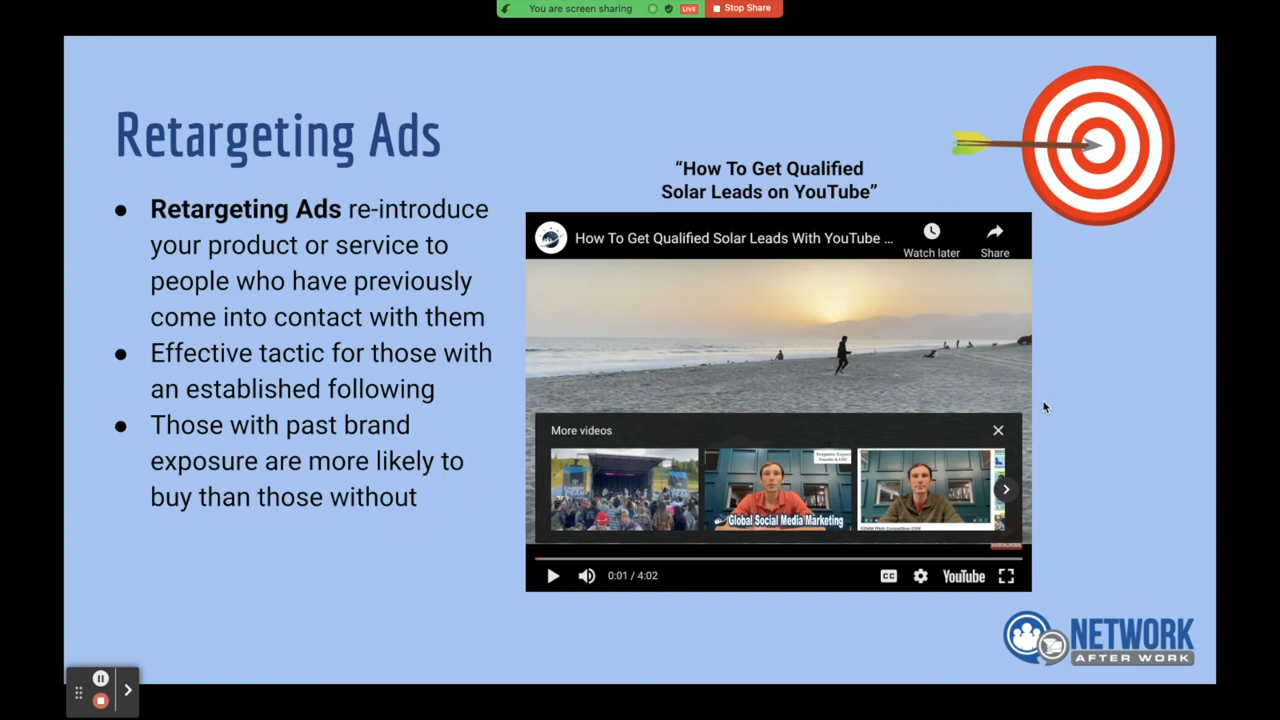 You are screen sharing
LIVE
Stop Share
Retargeting Ads
● Retargeting Ads re-introduce
your product or service to
people who have previously
come into contact with them
● Effective tactic for those with
an established following
● Those with past brand
exposure are more likely to
buy than those without
“How To Get Qualified
Solar Leads on YouTube”
How To Get Qualified Solar Leads With YouTube ...
Watch later
Share
More videos
Global Social Media Marketing
SUBSCRIBE
0:01 / 4:02
CC
YouTube
NETWORK
AFTER WORK